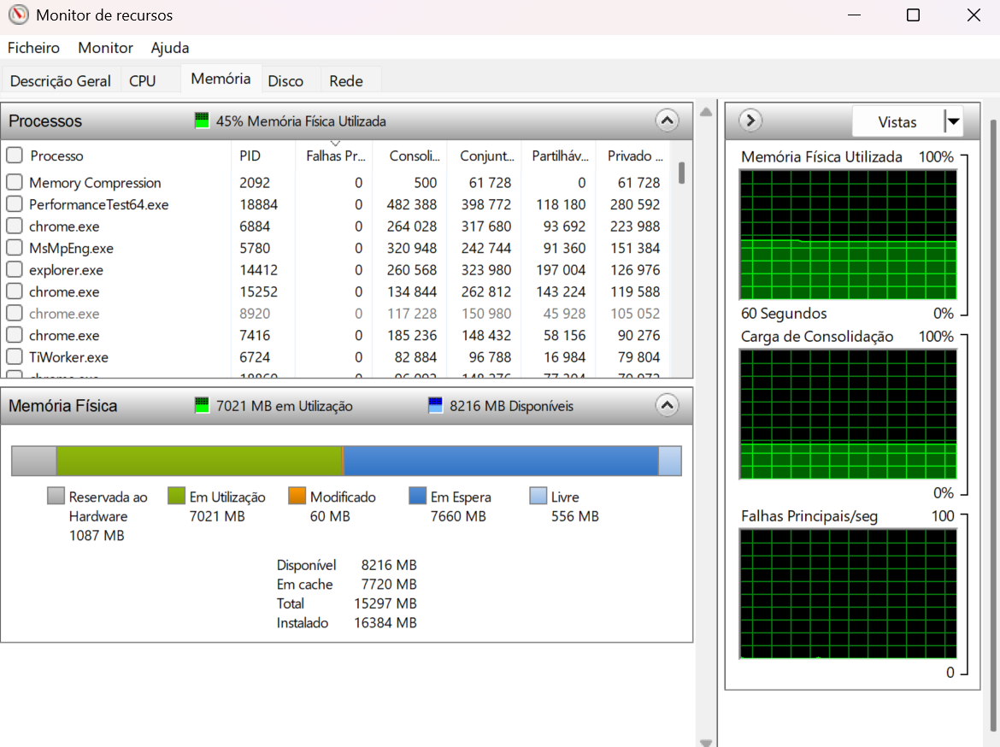 Monitor de recursos
Ficheiro Monitor Ajuda
Descrição Geral CPU Memória Disco Rede
Processos 45% Memória Física Utilizada
Processo PID Falhas Pr... Consoli... Conjunt... Partilháv... Privado ...
Memory Compression 2092 0 500 61 728 0 61 728
PerformanceTest64.exe 18884 0 482 388 398 772 118 180 280 592
chrome.exe 6884 0 264 028 317 680 93 692 223 988
MsMpEng.exe 5780 0 320 948 242 744 91 360 151 384
explorer.exe 14412 0 260 568 323 980 197 004 126 976
chrome.exe 15252 0 134 844 262 812 143 224 119 588
chrome.exe 8920 0 117 228 150 980 45 928 105 052
chrome.exe 7416 0 185 236 148 432 58 156 90 276
TiWorker.exe 6724 0 82 884 96 788 16 984 79 804
Memória Física 7021 MB em Utilização 8216 MB Disponíveis
Reservada ao Hardware 1087 MB
Em Utilização 7021 MB
Modificado 60 MB
Em Espera 7660 MB
Livre 556 MB
Disponível 8216 MB
Em cache 7720 MB
Total 15297 MB
Instalado 16384 MB
Vistas
Memória Física Utilizada 100%
60 Segundos 0%
Carga de Consolidação 100%
0%
Falhas Principais/seg 100
0